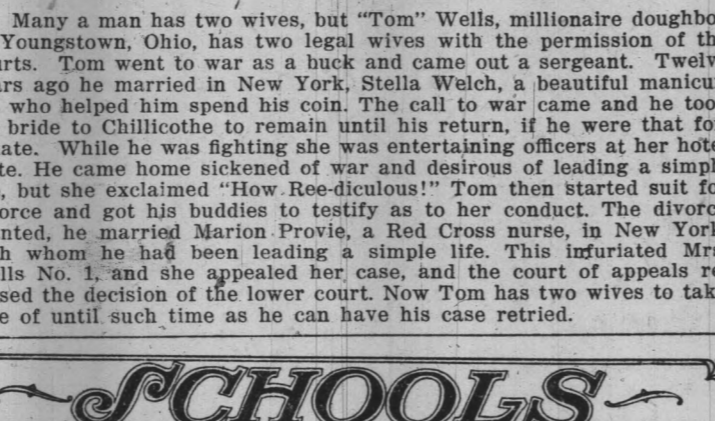 Many a man has two wives, but “Tom” Wells, millionaire doughbo
Youngstown, Ohio, has two legal wives with the permission of th
urts. Tom went to war as a buck and came out a sergeant. Twelv
ars ago he married in New York, Stella Welch, a beautiful manicu
who helped him spend his coin. The call to war came and he too
bride to Chillicothe to remain until his return, if he were that fo
ate. While he was fighting she was entertaining officers at her hote
te. He came home sickened of war and desirous of leading a simpl
, but she exclaimed “How Ree-diculous!” Tom then started suit fo
orce and got his buddies to testify as to her conduct. The divorc
nted, he married Marion Provie, a Red Cross nurse, in New York
h whom he had been leading a simple life. This infuriated Mrs
lls No. 1, and she appealed her case, and the court of appeals re
sed the decision of the lower court. Now Tom has two wives to tak
e of until such time as he can have his case retried.
SCHOOLS